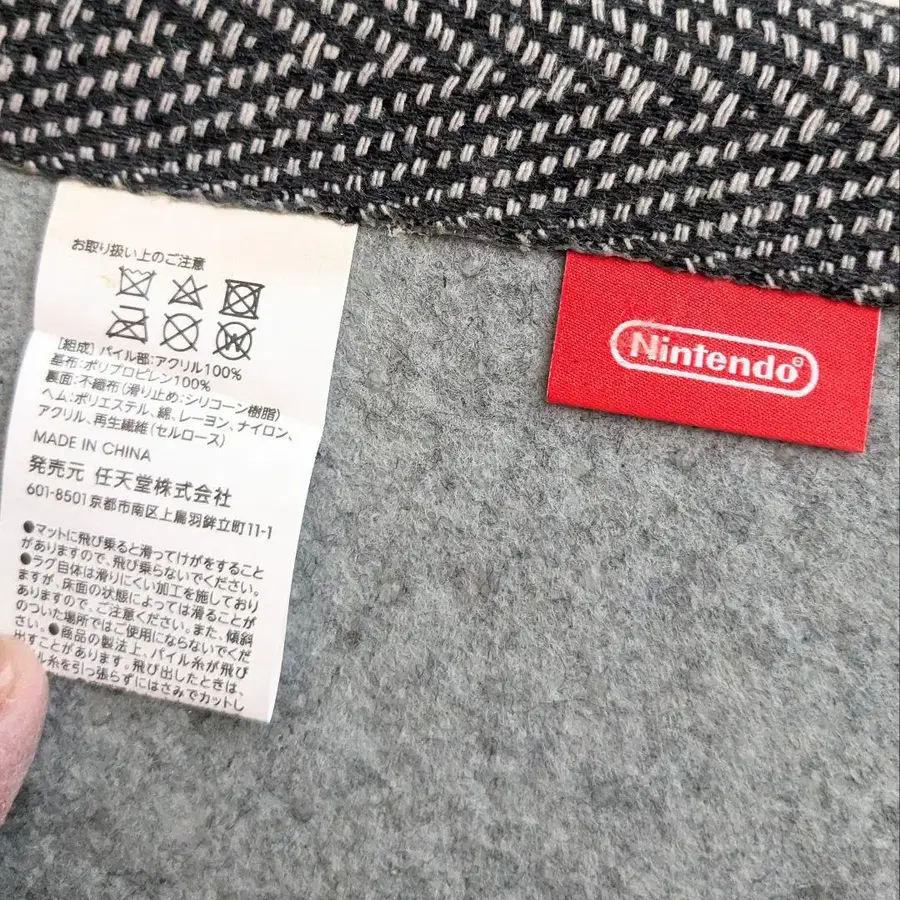 お取り扱い上のご注意
[組成] パイル部:アクリル100%
基布:ポリプロピレン100%
裏面:不織布(滑り止め:シリコーン樹脂)
ヘム:ポリエステル、綿、レーヨン、ナイロン、
アクリル、再生繊維(セルロース)
MADE IN CHINA
発売元 任天堂株式会社
601-8501 京都市南区上鳥羽鉾立町11-1
●マットに飛び乗ると滑ってけがをすること
がありますので、飛び乗らないでください。
●ラグ自体は滑りにくい加工を施しており
ますが、床面の状態によっては滑ることが
ありますので、ご注意ください。また、傾斜
のついた場所ではご使用にならないでくだ
さい。●商品の製法上、パイル糸が飛び
出すことがあります。飛び出したときは、
ル糸を引っ張らずにはさみでカットし
Nintendo®